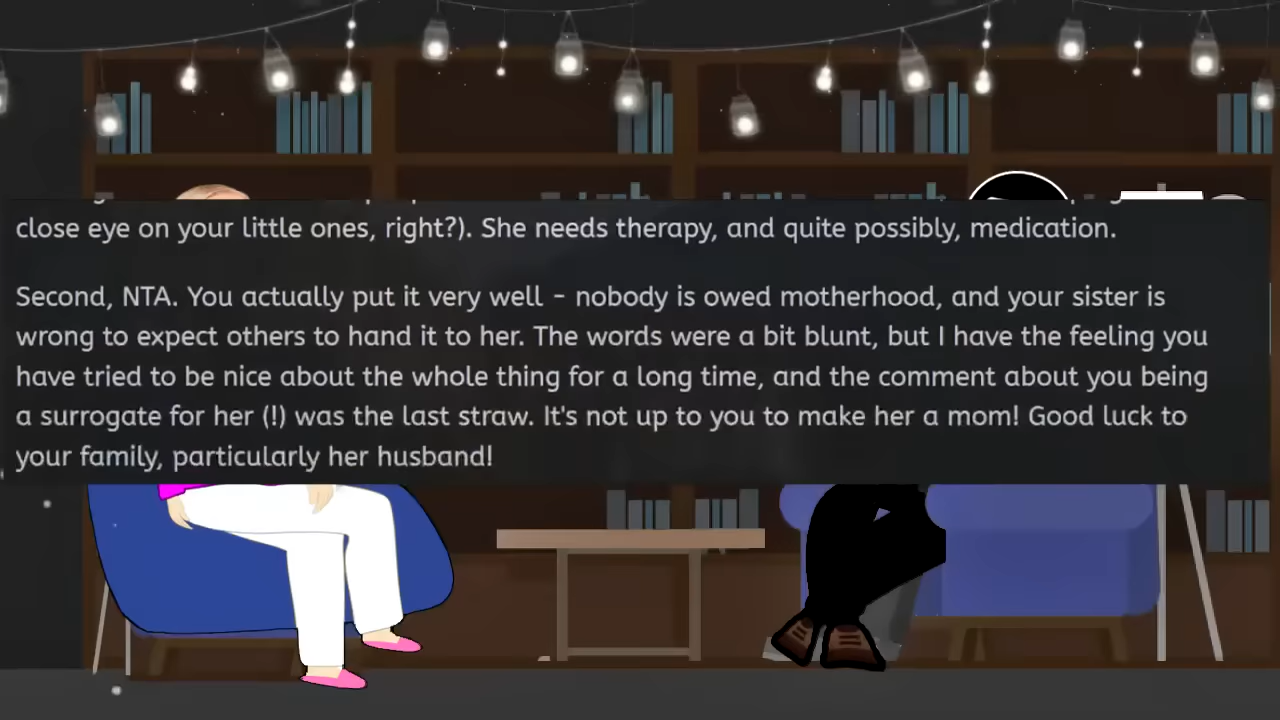 close eye on your little ones, right?). She needs therapy, and quite possibly, medication.
Second, NTA. You actually put it very well - nobody is owed motherhood, and your sister is
wrong to expect others to hand it to her. The words were a bit blunt, but I have the feeling you
have tried to be nice about the whole thing for a long time, and the comment about you being
a surrogate for her (!) was the last straw. It's not up to you to make her a mom! Good luck to
your family, particularly her husband!